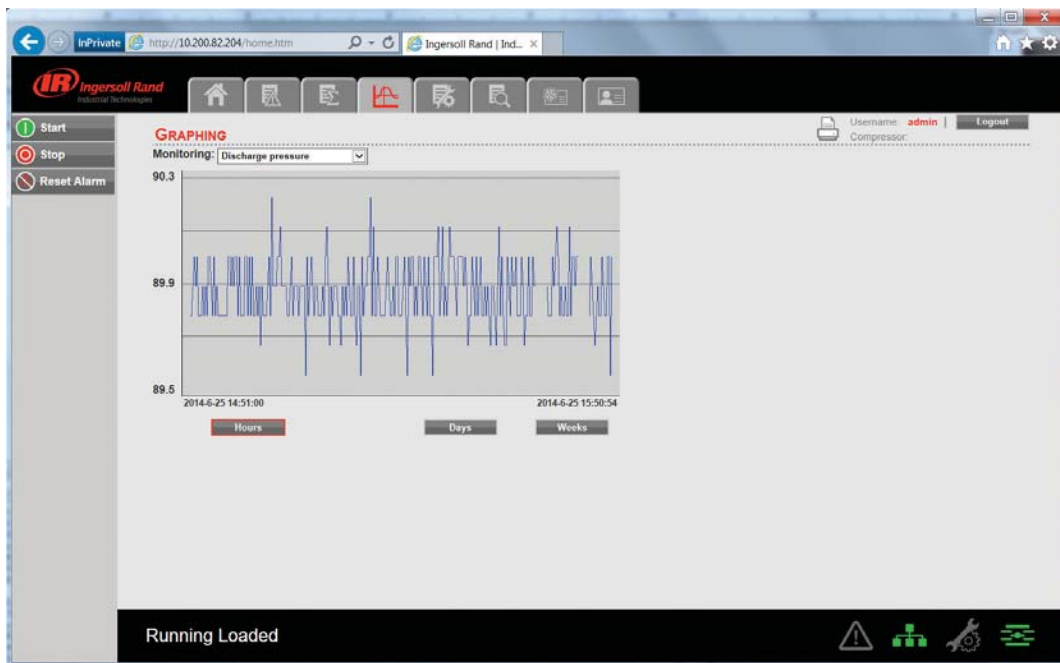 InPrivate
http://10.200.82.204/home.htm
Ingersoll Rand | Ind...
IR Ingersoll Rand
Industrial Technologies
Start
Stop
Reset Alarm
Username: admin |
Logout
Compressor:
GRAPHING
Monitoring: Discharge pressure
90.3
89.9
89.5
2014-6-25 14:51:00
2014-6-25 15:50:54
Hours
Days
Weeks
Running Loaded